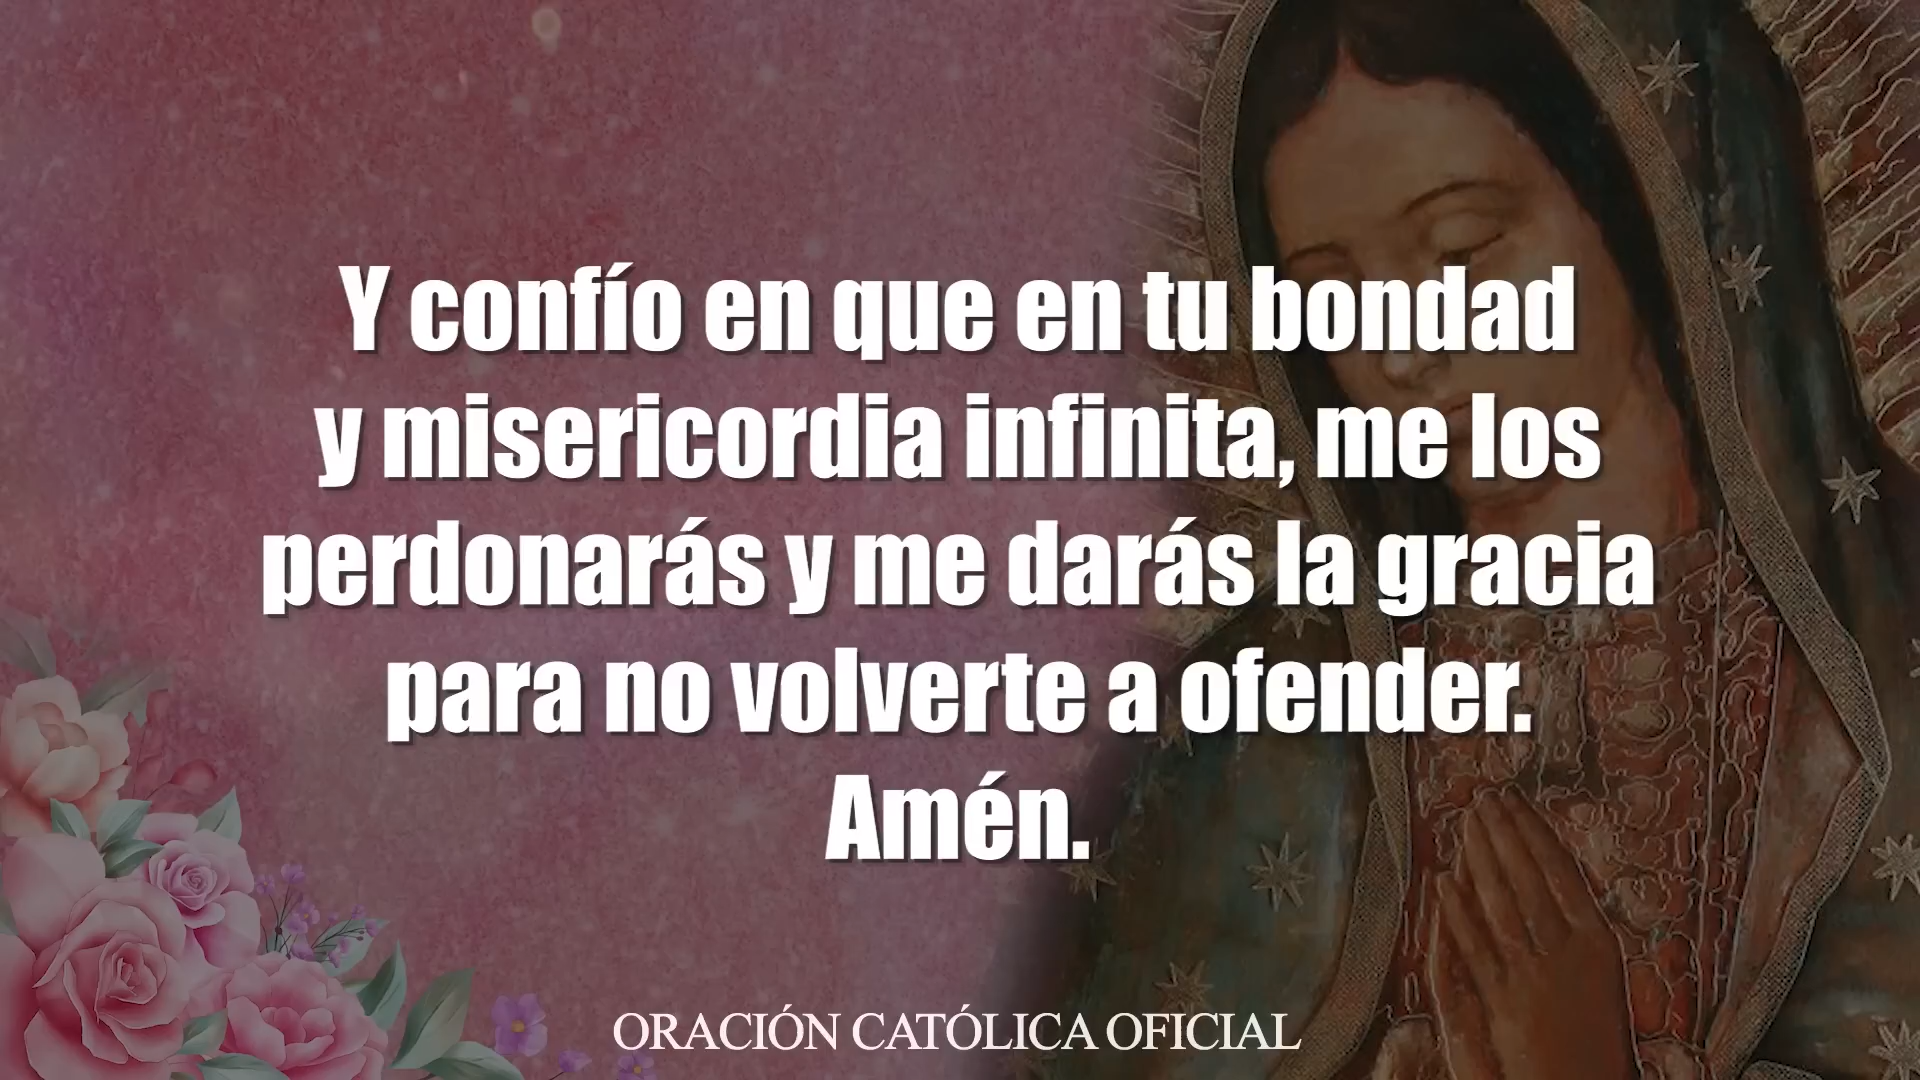 Y confío en que en tu bondad
y misericordia infinita, me los
perdonarás y me darás la gracia
para no volverte a ofender.
Amén.
ORACIÓN CATÓLICA OFICIAL